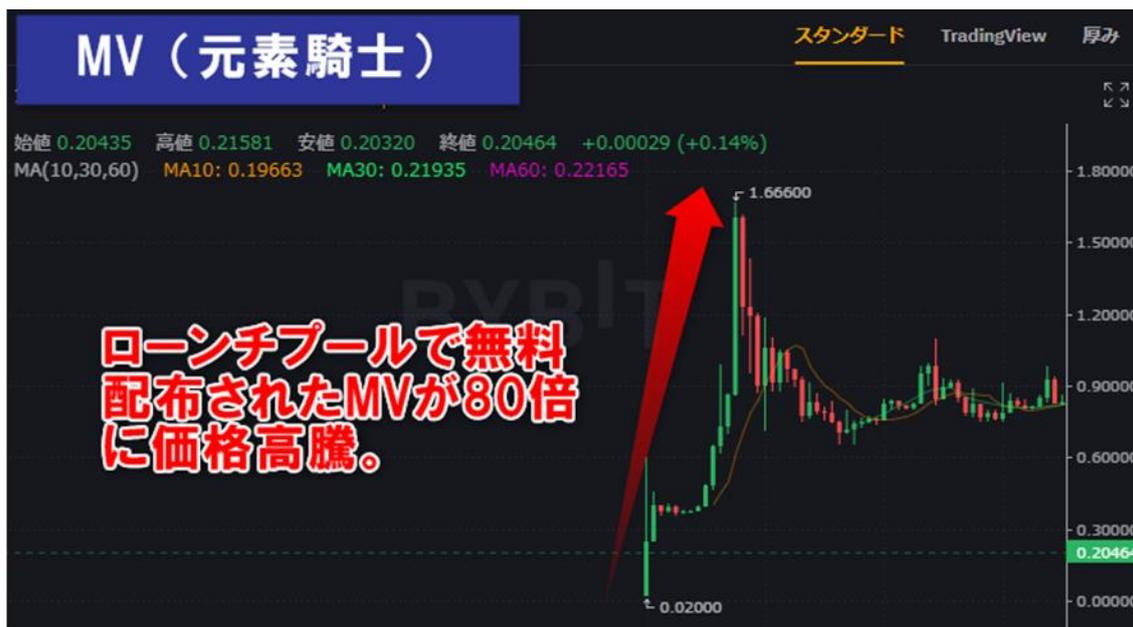 MV（元素騎士）
スタンダード TradingView 厚み
始値 0.20435 高値 0.21581 安値 0.20320 終値 0.20464 +0.00029 (+0.14%)
MA(10,30,60) MA10: 0.19663 MA30: 0.21935 MA60: 0.22165
1.80000
1.66600
1.50000
BYBIT
1.20000
ローンチプールで無料
配布されたMVが80倍
に価格高騰。
0.90000
0.60000
0.30000
0.20464
0.02000
0.00000